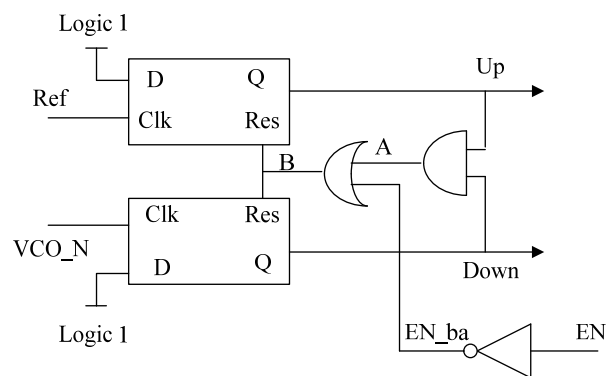 Logic 1
D
Q
Up
Ref
Clk
Res
B
A
Clk
Res
VCO_N
D
Q
Down
Logic 1
EN_ba
EN